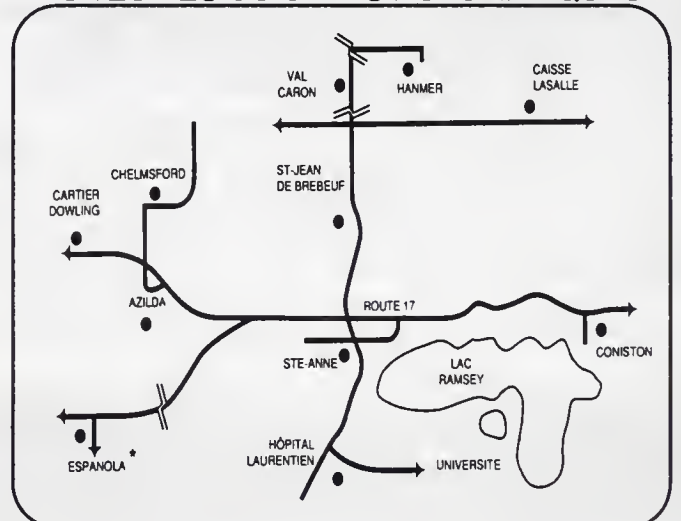 VAL
CARON
HANMER
CAISSE
LASALLE
CHELMSFORD
ST-JEAN
DE BREBEUF
CARTIER
DOWLING
AZILDA
ROUTE 17
STE-ANNE
LAC
RAMSEY
CONISTON
HÔPITAL
LAURENTIEN
UNIVERSITE
ESPANOLA *